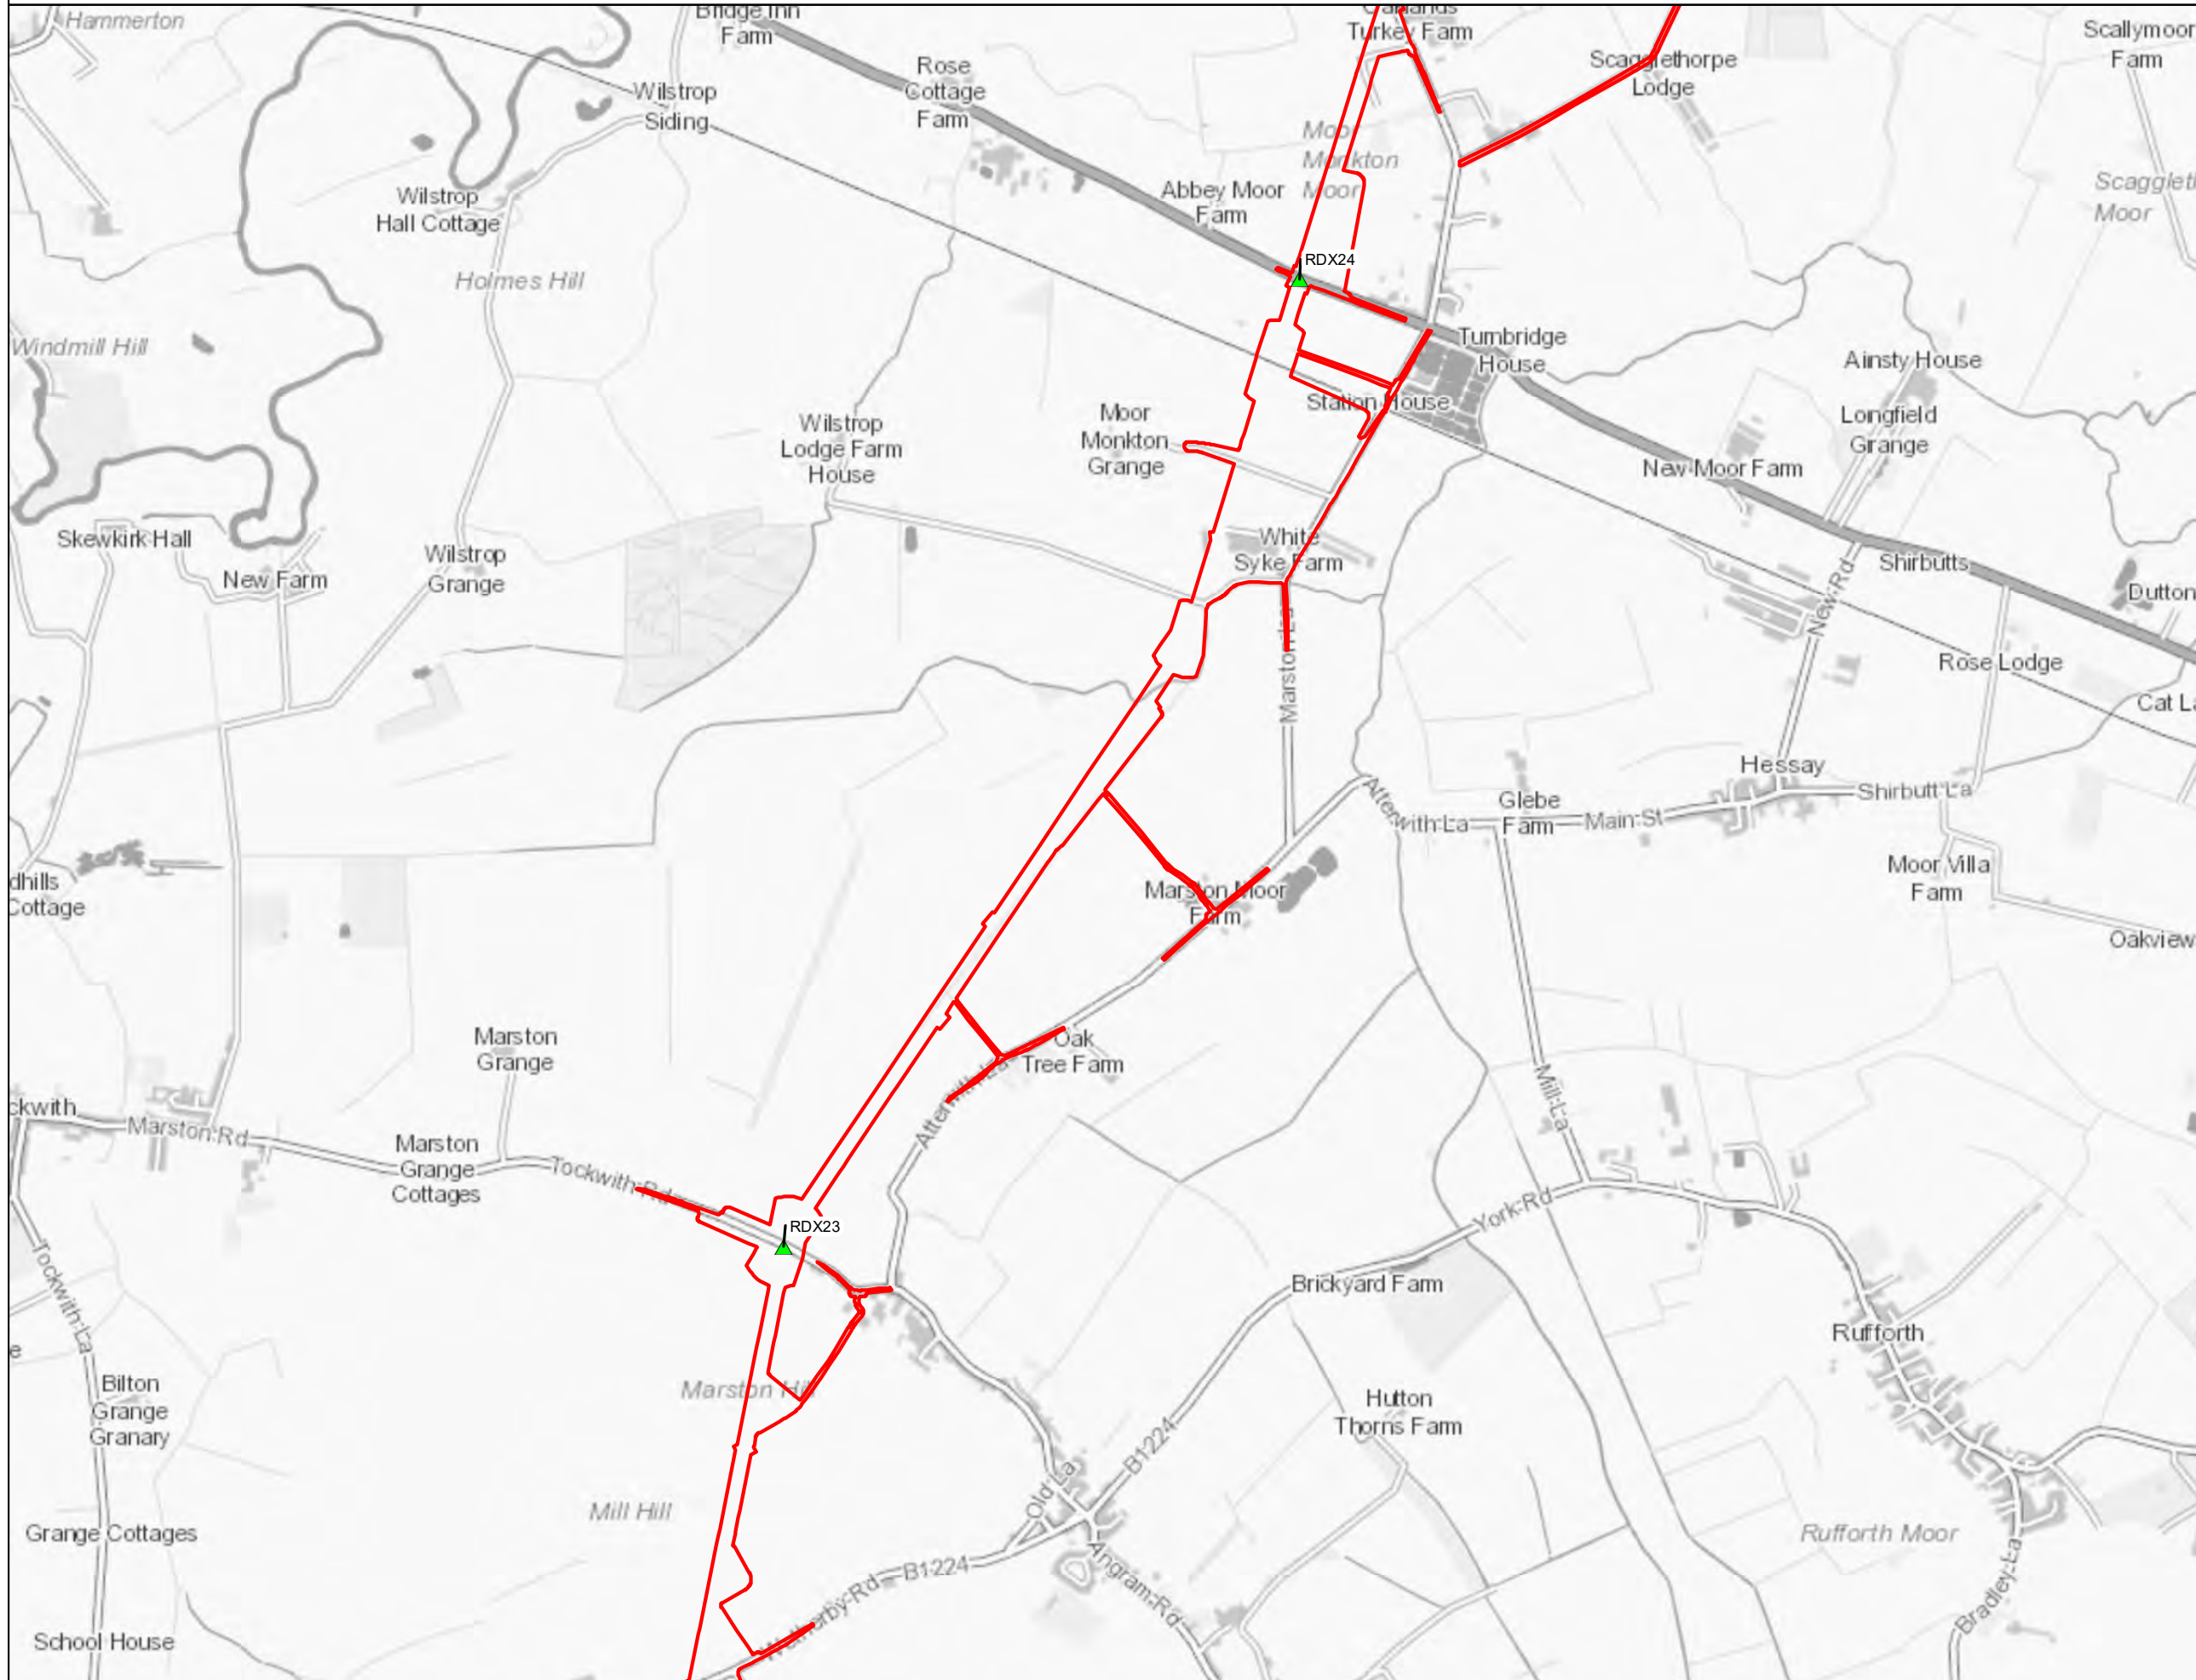 Hammerton
Bridge Inn
Farm
Oaklands
Turkey Farm
Scallymoor
Farm
Rose
Cottage
Farm
Scagglethorpe
Lodge
Wilstrop
Siding
Moor
Monkton
Moor
Wilstrop
Hall Cottage
Abbey Moor
Farm
Moor
RDX24
Holmes Hill
Windmill Hill
Turnbridge
House
Ainsty House
Station House
Moor
Monkton
Grange
Wilstrop
Lodge Farm
House
Longfield
Grange
New Moor Farm
Skewkirk Hall
New Farm
Wilstrop
Grange
White
Syke Farm
Shirbutts
Dutton
New Rd
Marston La
Rose Lodge
Cat La
Hessay
Shirbutt La
Glebe
Farm
Main St
Atterwith La
Moor Villa
Farm
dhills
Cottage
Marston Moor
Farm
Oakview
Marston
Grange
Oak
Tree Farm
Atterwith La
Mill La
ckwith
Marston Rd
Marston
Grange
Cottages
Tockwith Rd
York Rd
RDX23
Tockwith La
Brickyard Farm
Rufforth
e
Bilton
Grange
Granary
Marston Hill
Hutton
Thorns Farm
B1224
Old La
Mill Hill
Grange Cottages
Rufforth Moor
Wetherby Rd
B1224
Angram Rd
Bradley La
School House